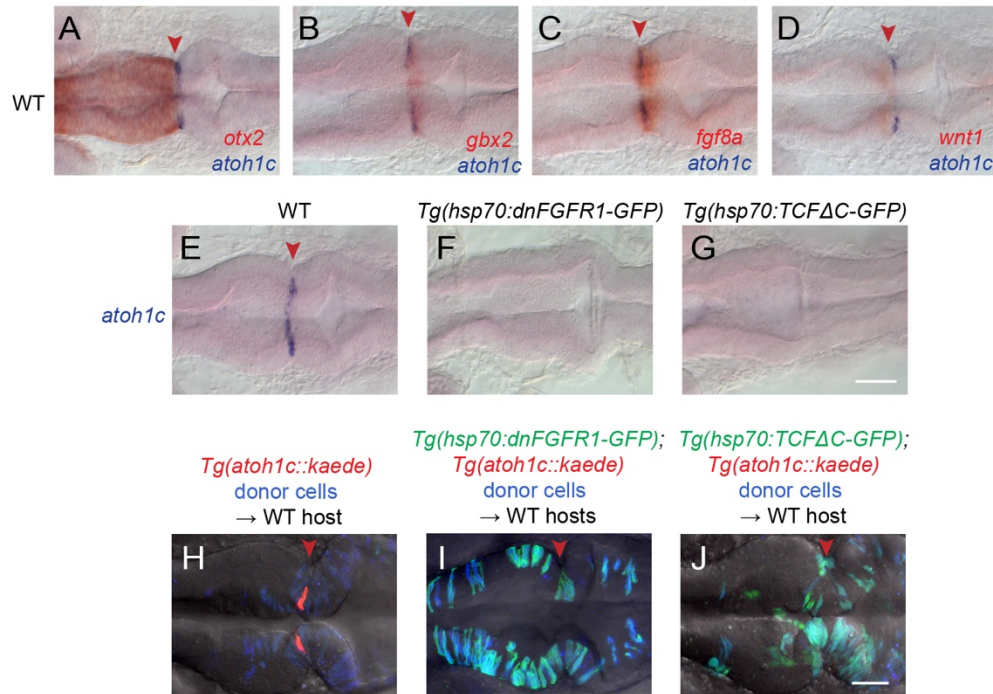 A
B
C
D
WT
otx2
atoh1c
gbx2
atoh1c
fgf8a
atoh1c
wnt1
atoh1c
WT
Tg(hsp70:dnFGFR1-GFP)
Tg(hsp70:TCFΔC-GFP)
E
F
G
atoh1c
Tg(atoh1c::kaede)
donor cells
→ WT host
Tg(hsp70:dnFGFR1-GFP);
Tg(atoh1c::kaede)
donor cells
→ WT hosts
Tg(hsp70:TCFΔC-GFP);
Tg(atoh1c::kaede)
donor cells
→ WT host
H
I
J